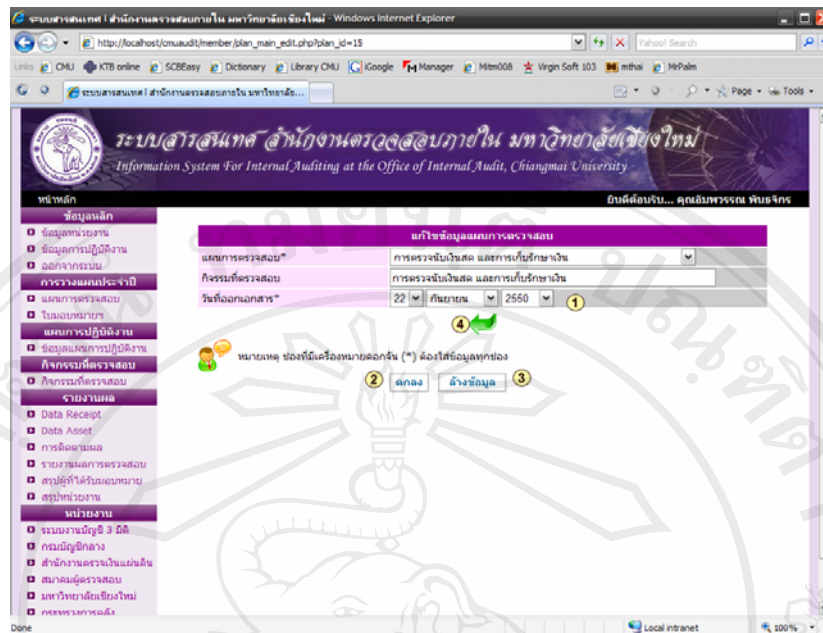 ระบบสารสนเทศ | สำนักงานตรวจสอบภายใน มหาวิทยาลัยเชียงใหม่ - Windows Internet Explorer
http://localhost/cmuaudit/member/plan_main_edit.php?plan_id=15
Yahoo! Search
Links CMU KTB online SCBEasy Dictionary Library CMU iGoogle Manager Mitm008 Virgin Soft 103 mthai MrPalm
ระบบสารสนเทศ | สำนักงานตรวจสอบภายใน มหาวิทยาลั...
Page Tools
ระบบสารสนเทศ สำนักงานตรวจสอบภายใน มหาวิทยาลัยเชียงใหม่
Information System For Internal Auditing at the Office of Internal Audit, Chiangmai University
หน้าหลัก
ยินดีต้อนรับ... คุณอิมพวรรณ พันธจักร
ข้อมูลหลัก
ข้อมูลหน่วยงาน
ข้อมูลการปฏิบัติงาน
ออกจากระบบ
การวางแผนประจำปี
แผนการตรวจสอบ
ใบมอบหมายฯ
แผนการปฏิบัติงาน
ข้อมูลแผนการปฏิบัติงาน
กิจกรรมที่ตรวจสอบ
กิจกรรมที่ตรวจสอบ
รายงานผล
Data Receipt
Data Asset
การติดตามผล
รายงานผลการตรวจสอบ
สรุปผู้ที่ได้รับมอบหมาย
สรุปหน่วยงาน
หน่วยงาน
ระบบงานบัญชี 3 มิติ
กรมบัญชีกลาง
สำนักงานตรวจเงินแผ่นดิน
สมาคมผู้ตรวจสอบ
มหาวิทยาลัยเชียงใหม่
กระทรวงการคลัง
แก้ไขข้อมูลแผนการตรวจสอบ
แผนการตรวจสอบ* การตรวจนับเงินสด และการเก็บรักษาเงิน
กิจกรรมที่ตรวจสอบ การตรวจนับเงินสด และการเก็บรักษาเงิน
วันที่ออกเอกสาร* 22 กันยายน 2550 1
4
หมายเหตุ ช่องที่มีเครื่องหมายดอกจัน (*) ต้องใส่ข้อมูลทุกช่อง
2 ตกลง ล้างข้อมูล 3
Done
Local intranet
100%